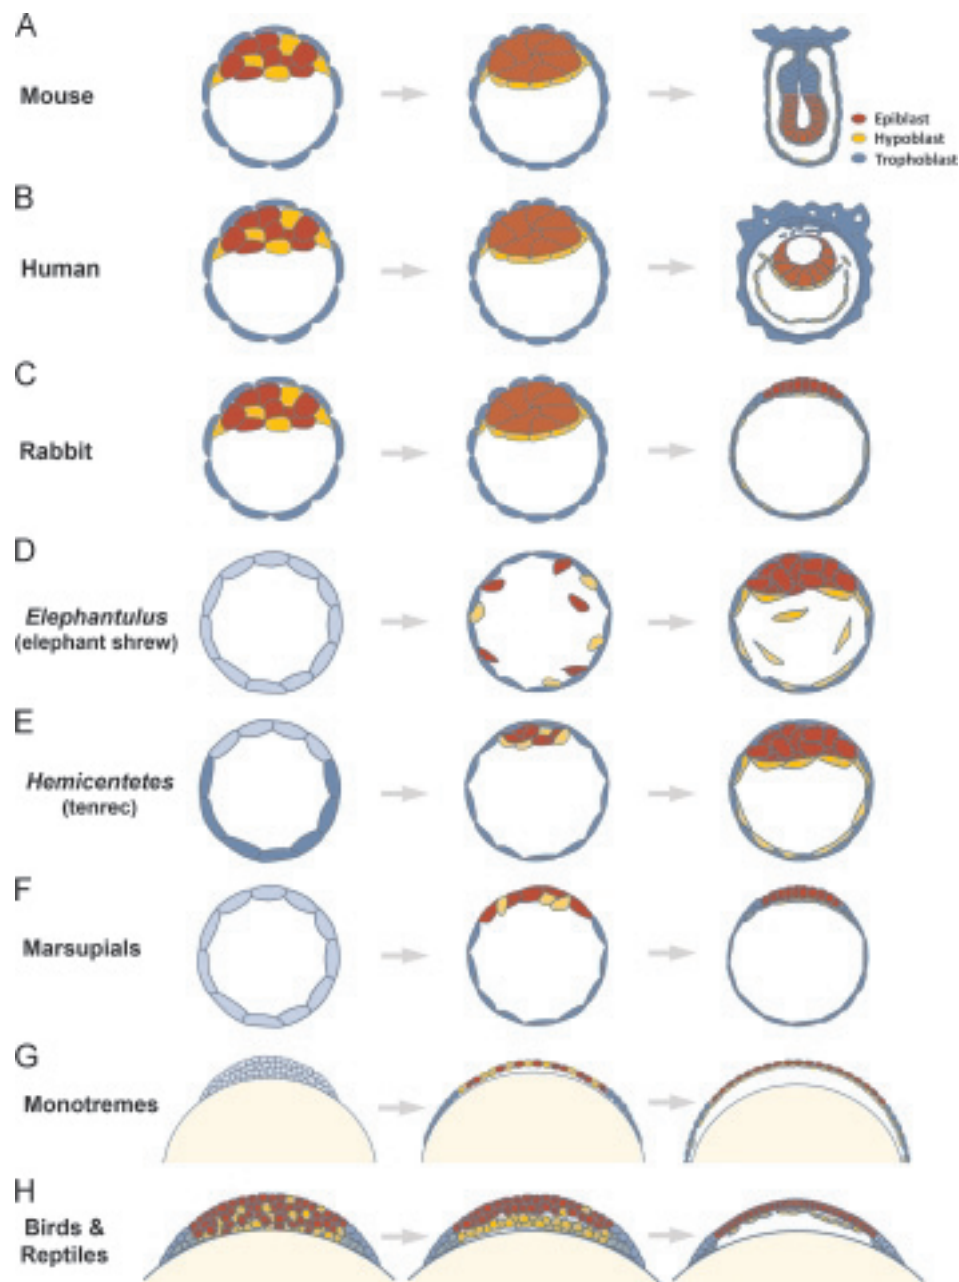 A
Mouse
Epiblast
Hypoblast
Trophoblast
B
Human
C
Rabbit
D
Elephantulus
(elephant shrew)
E
Hemicentetes
(tenrec)
F
Marsupials
G
Monotremes
H
Birds &
Reptiles